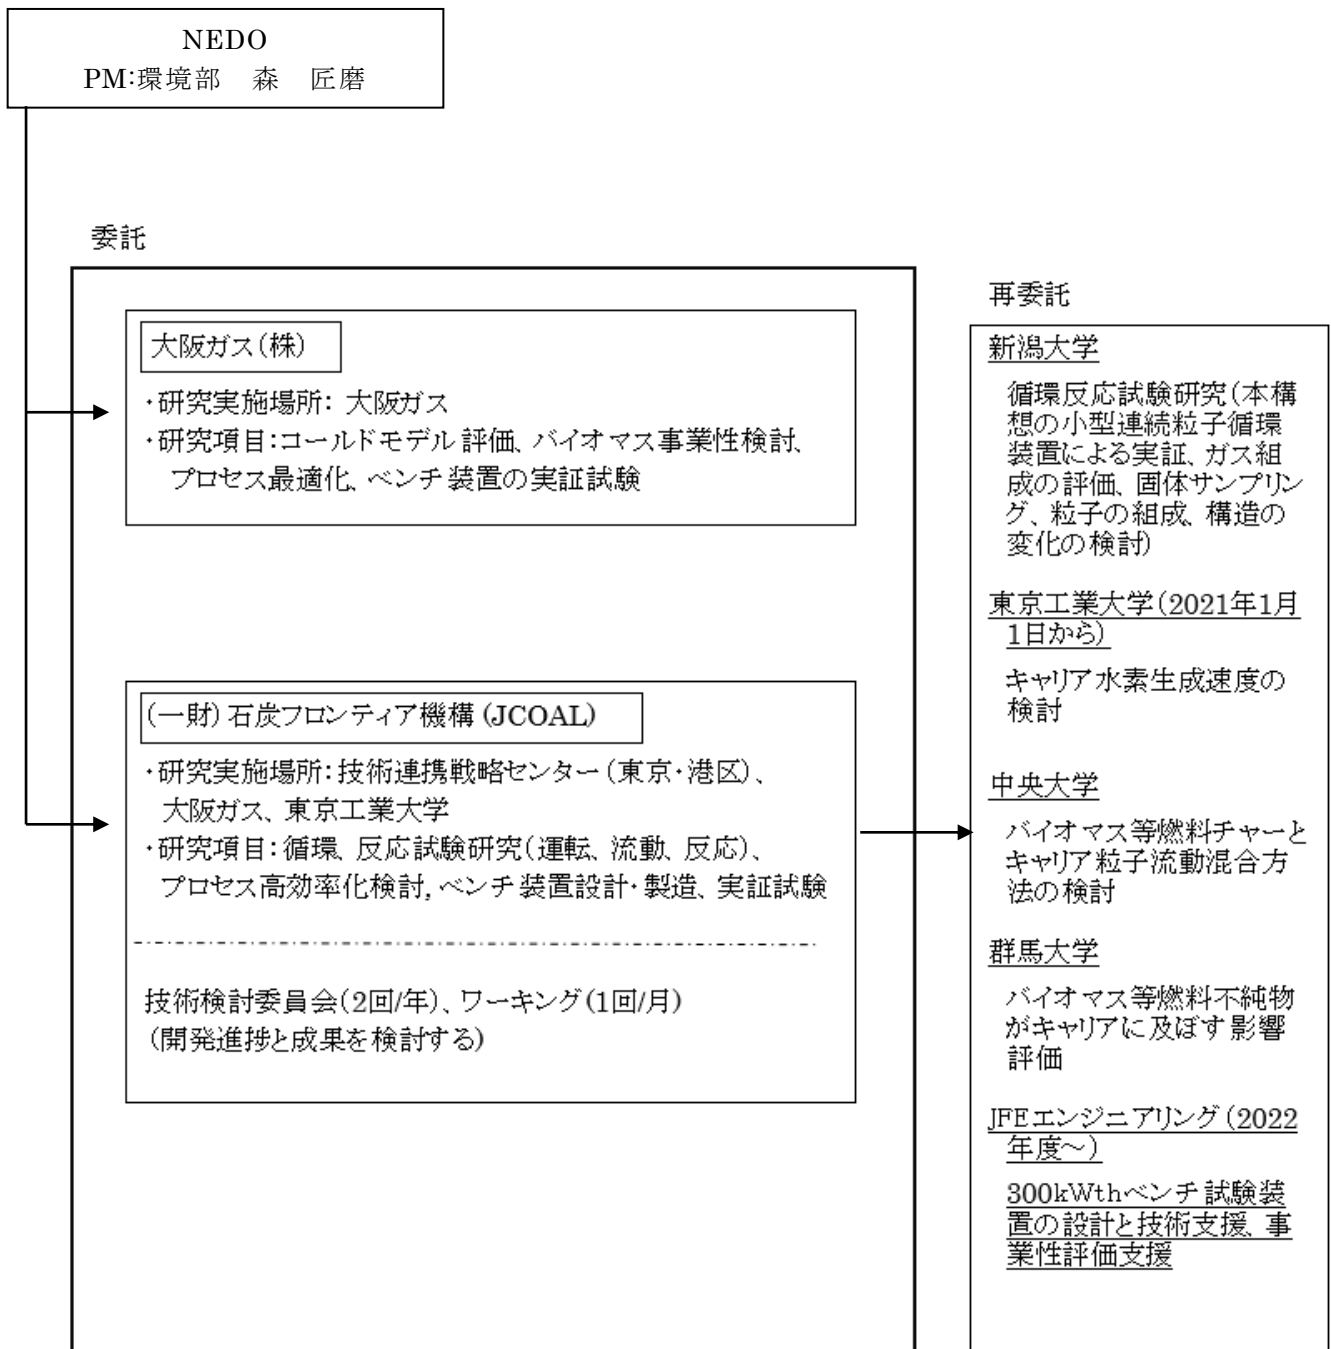 NEDO
PM:環境部　森　匠磨
委託
大阪ガス(株)
・研究実施場所: 大阪ガス
・研究項目:コールドモデル評価、バイオマス事業性検討、
プロセス最適化、ベンチ装置の実証試験
(一財)石炭フロンティア機構(JCOAL)
・研究実施場所:技術連携戦略センター(東京・港区)、
大阪ガス、東京工業大学
・研究項目:循環、反応試験研究(運転、流動、反応)、
プロセス高効率化検討,ベンチ装置設計・製造、実証試験
技術検討委員会(2回/年)、ワーキング(1回/月)
(開発進捗と成果を検討する)
再委託
新潟大学
循環反応試験研究(本構
想の小型連続粒子循環
装置による実証、ガス組
成の評価、固体サンプリン
グ、粒子の組成、構造の
変化の検討)
東京工業大学(2021年1月
1日から)
キャリア水素生成速度の
検討
中央大学
バイオマス等燃料チャーと
キャリア粒子流動混合方
法の検討
群馬大学
バイオマス等燃料不純物
がキャリアに及ぼす影響
評価
JFEエンジニアリング(2022
年度～)
300kWthベンチ試験装
置の設計と技術支援、事
業性評価支援